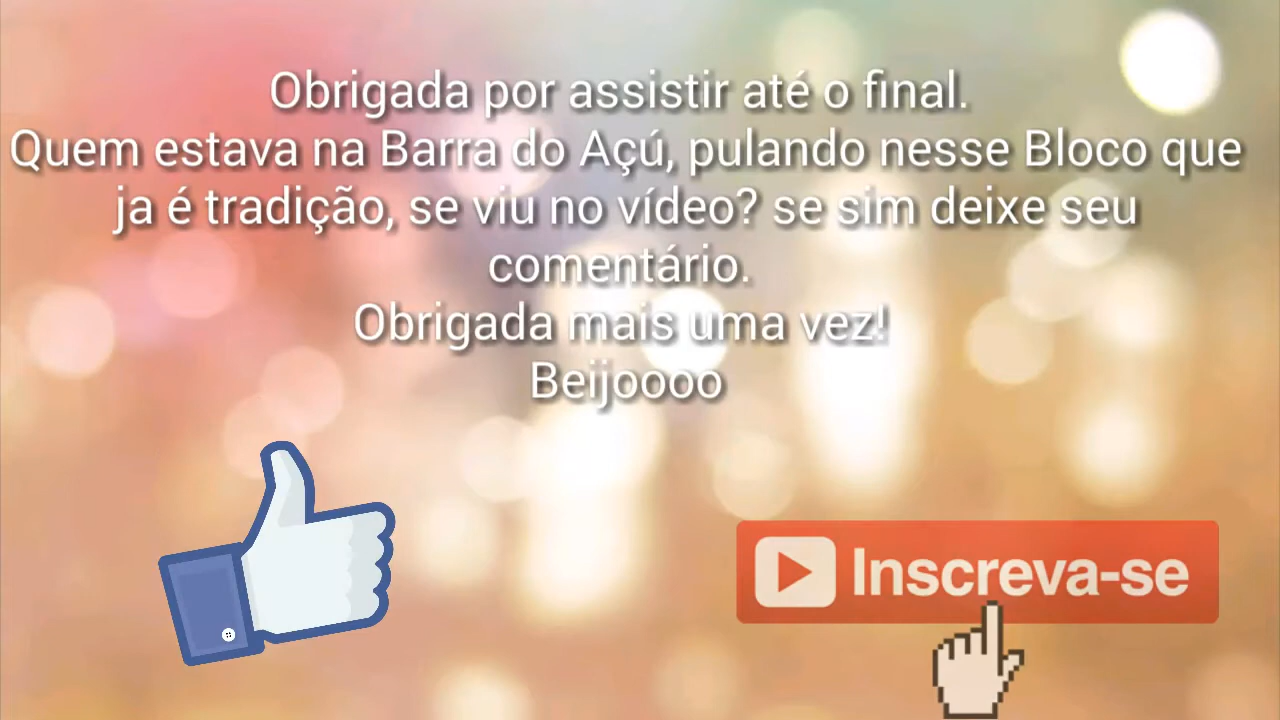 Obrigada por assistir até o final.
Quem estava na Barra do Açú, pulando nesse Bloco que
ja é tradição, se viu no vídeo? se sim deixe seu
comentário.
Obrigada mais uma vez!
Beijoooo
Inscreva-se